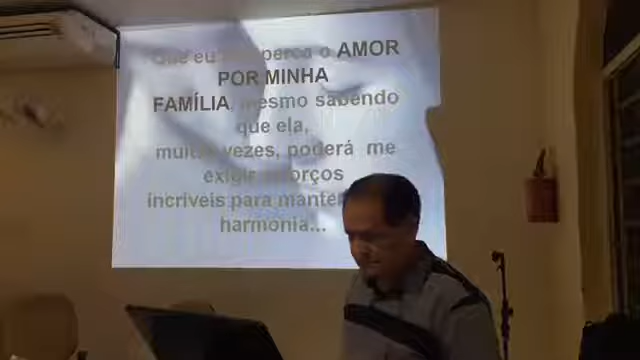 Que eu não perca o AMOR
POR MINHA
FAMÍLIA, mesmo sabendo
que ela,
muitas vezes, poderá me
exigir esforços
incríveis para manter
harmonia...